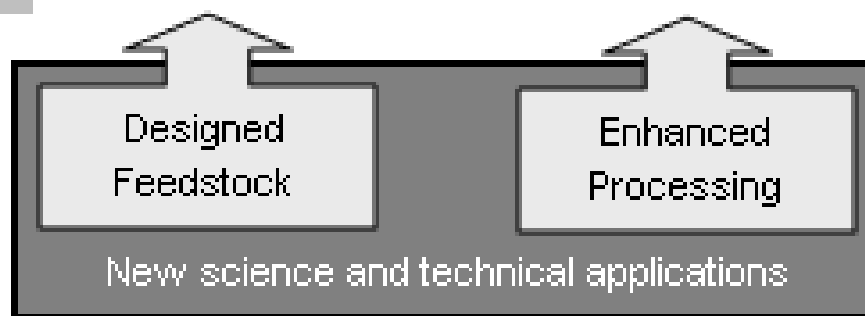 Designed
Feedstock
Enhanced
Processing
New science and technical applications